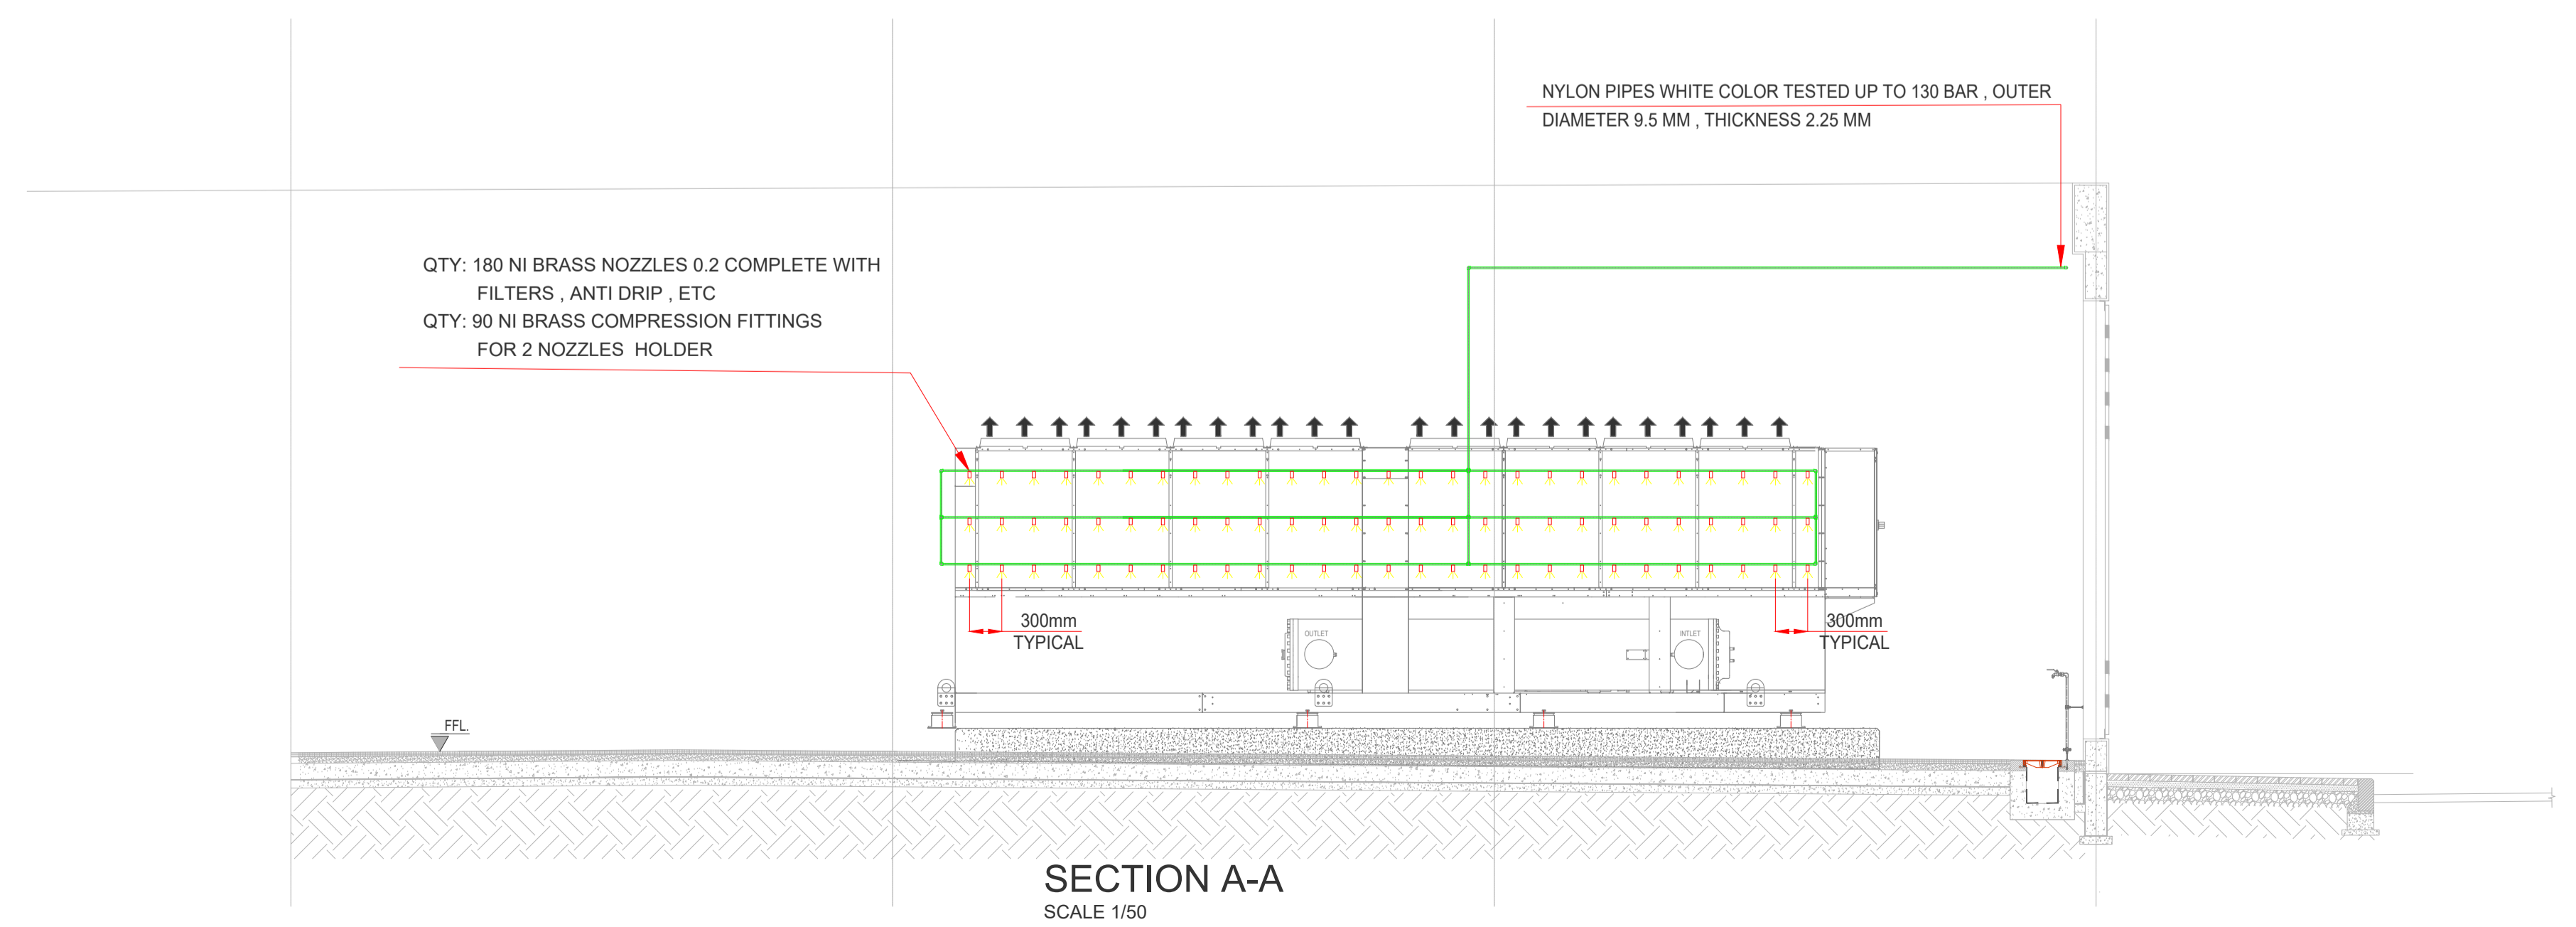 NYLON PIPES WHITE COLOR TESTED UP TO 130 BAR , OUTER
DIAMETER 9.5 MM , THICKNESS 2.25 MM
QTY: 180 NI BRASS NOZZLES 0.2 COMPLETE WITH
FILTERS , ANTI DRIP , ETC
QTY: 90 NI BRASS COMPRESSION FITTINGS
FOR 2 NOZZLES HOLDER
300mm
TYPICAL
OUTLET
INTLET
300mm
TYPICAL
FFL.
SECTION A-A
SCALE 1/50